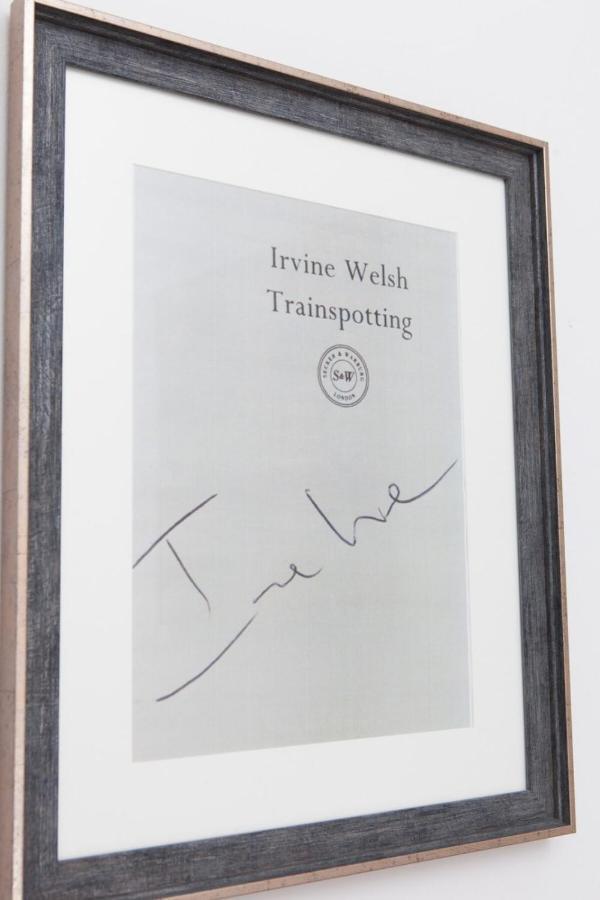 Irvine Welsh
Trainspotting
SECKER & WARBURG
S&W
LONDON